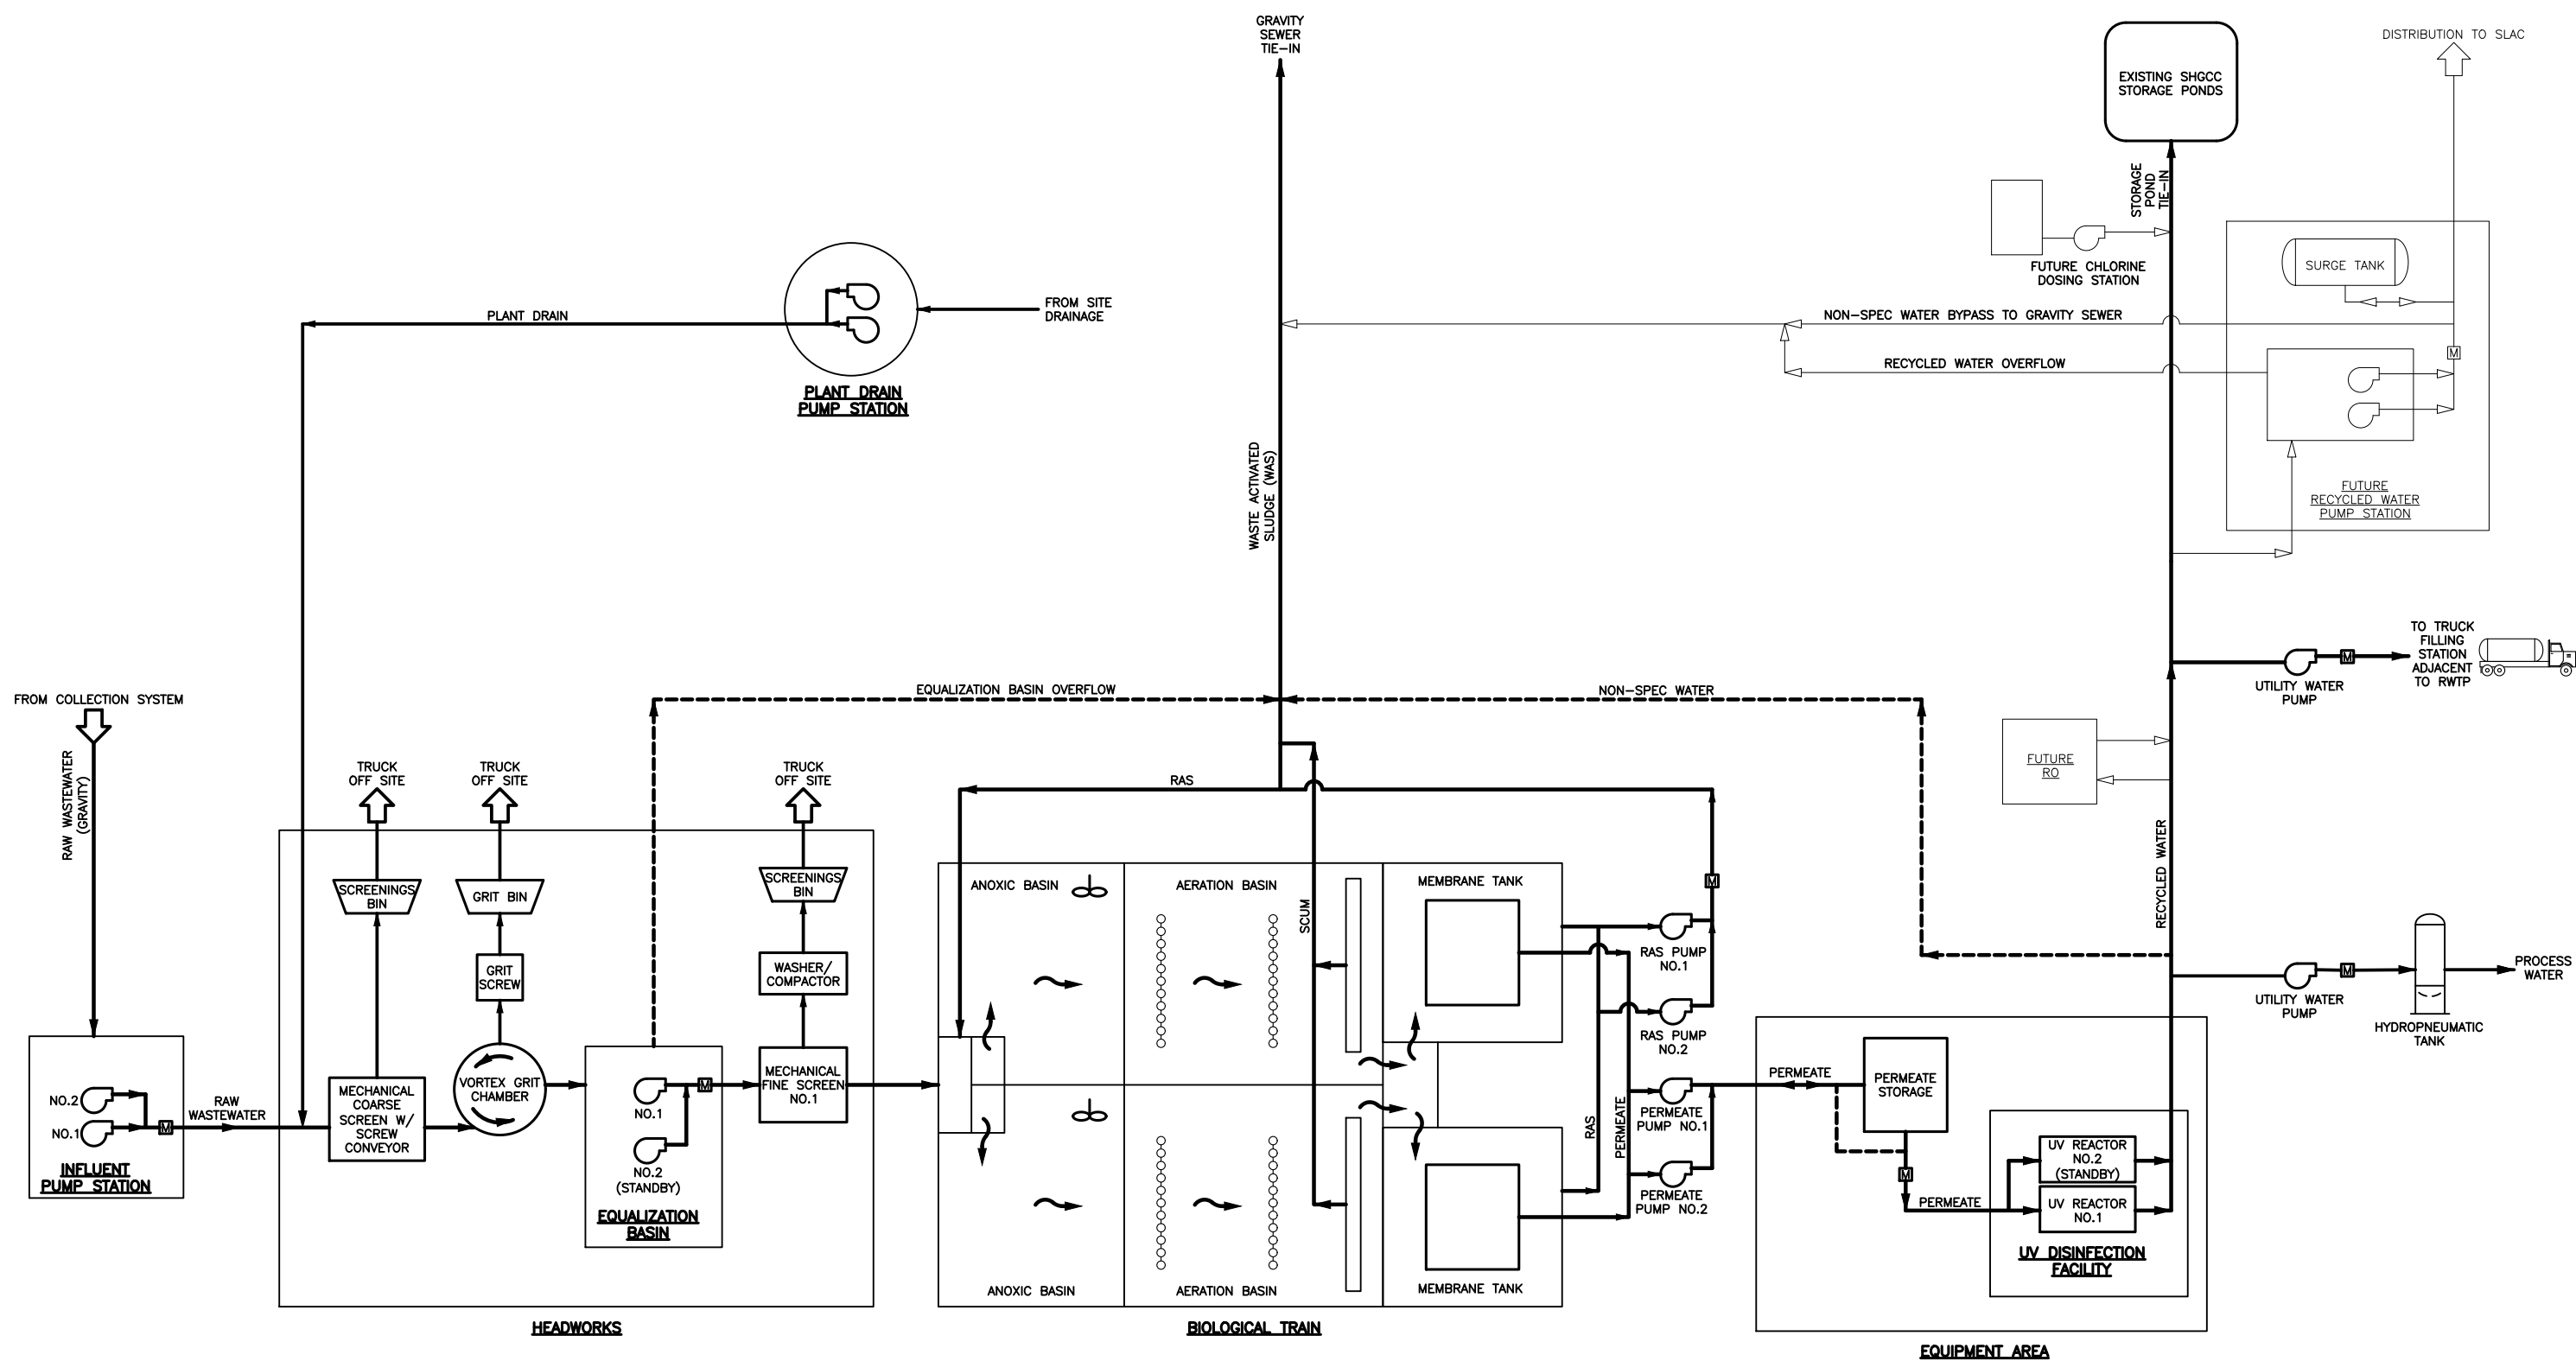 GRAVITY
SEWER
TIE-IN
EXISTING SHGCC
STORAGE PONDS
DISTRIBUTION TO SLAC
STORAGE
POND
TIE-IN
FUTURE CHLORINE
DOSING STATION
SURGE TANK
FROM SITE
DRAINAGE
PLANT DRAIN
NON-SPEC WATER BYPASS TO GRAVITY SEWER
M
RECYCLED WATER OVERFLOW
PLANT DRAIN
PUMP STATION
WASTE ACTIVATED
SLUDGE (WAS)
FUTURE
RECYCLED WATER
PUMP STATION
TO TRUCK
FILLING
STATION
ADJACENT
TO RWTP
M
UTILITY WATER
PUMP
FROM COLLECTION SYSTEM
EQUALIZATION BASIN OVERFLOW
NON-SPEC WATER
RAW WASTEWATER
(GRAVITY)
TRUCK
OFF SITE
TRUCK
OFF SITE
TRUCK
OFF SITE
RAS
FUTURE
RO
RECYCLED WATER
SCREENINGS
BIN
GRIT BIN
SCREENINGS
BIN
ANOXIC BASIN
AERATION BASIN
MEMBRANE TANK
M
SCUM
GRIT
SCREW
WASHER/
COMPACTOR
RAS PUMP
NO.1
M
UTILITY WATER
PUMP
PROCESS
WATER
HYDROPNEUMATIC
TANK
RAS PUMP
NO.2
NO.2
NO.1
M
RAW
WASTEWATER
INFLUENT
PUMP STATION
MECHANICAL
COARSE
SCREEN W/
SCREW
CONVEYOR
VORTEX GRIT
CHAMBER
NO.1
M
NO.2
(STANDBY)
EQUALIZATION
BASIN
MECHANICAL
FINE SCREEN
NO.1
RAS
PERMEATE
PERMEATE
PUMP NO.1
PERMEATE
PUMP NO.2
PERMEATE
PERMEATE
STORAGE
M
PERMEATE
UV REACTOR
NO.2
(STANDBY)
UV REACTOR
NO.1
UV DISINFECTION
FACILITY
ANOXIC BASIN
AERATION BASIN
MEMBRANE TANK
HEADWORKS
BIOLOGICAL TRAIN
EQUIPMENT AREA